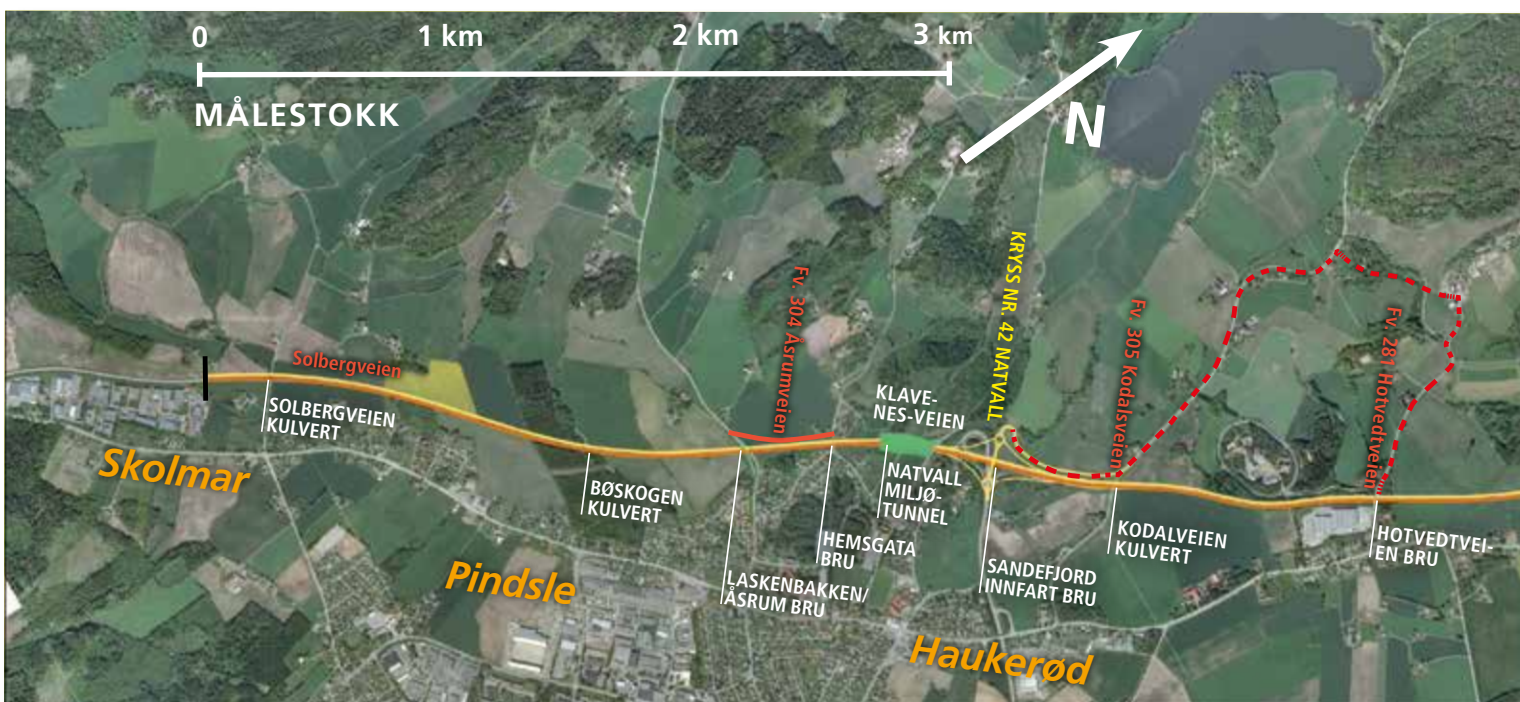 0 1 km 2 km 3 km
MÅLESTOKK
N
Solbergveien
Fv. 304 Åsrumveien
KRYSS NR. 42 NATVALL
Fv. 305 Kodalsveien
Fv. 281 Hotvedtveien
SOLBERGVEIEN
KULVERT
BØSKOGEN
KULVERT
LASKENBAKKEN/
ÅSRUM BRU
HEMSGATA
BRU
KLAVE-
NES-VEIEN
NATVALL
MILJØ-
TUNNEL
SANDEFJORD
INNFART BRU
KODALVEIEN
KULVERT
HOTVEDTVEI-
EN BRU
Skolmar
Pindsle
Haukerød